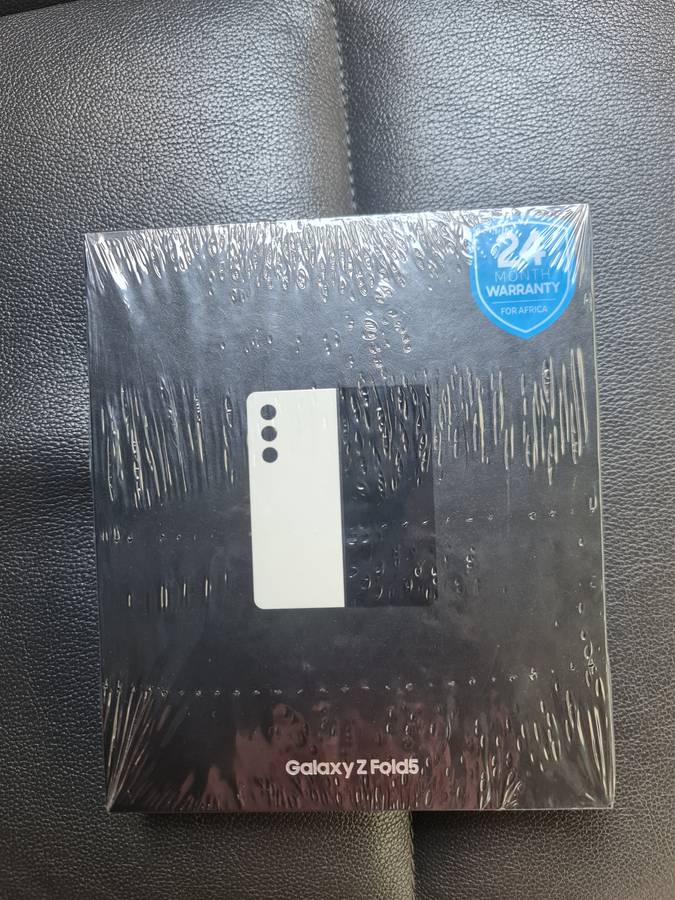 24
MONTH
WARRANTY
FOR AFRICA
Galaxy Z Fold5